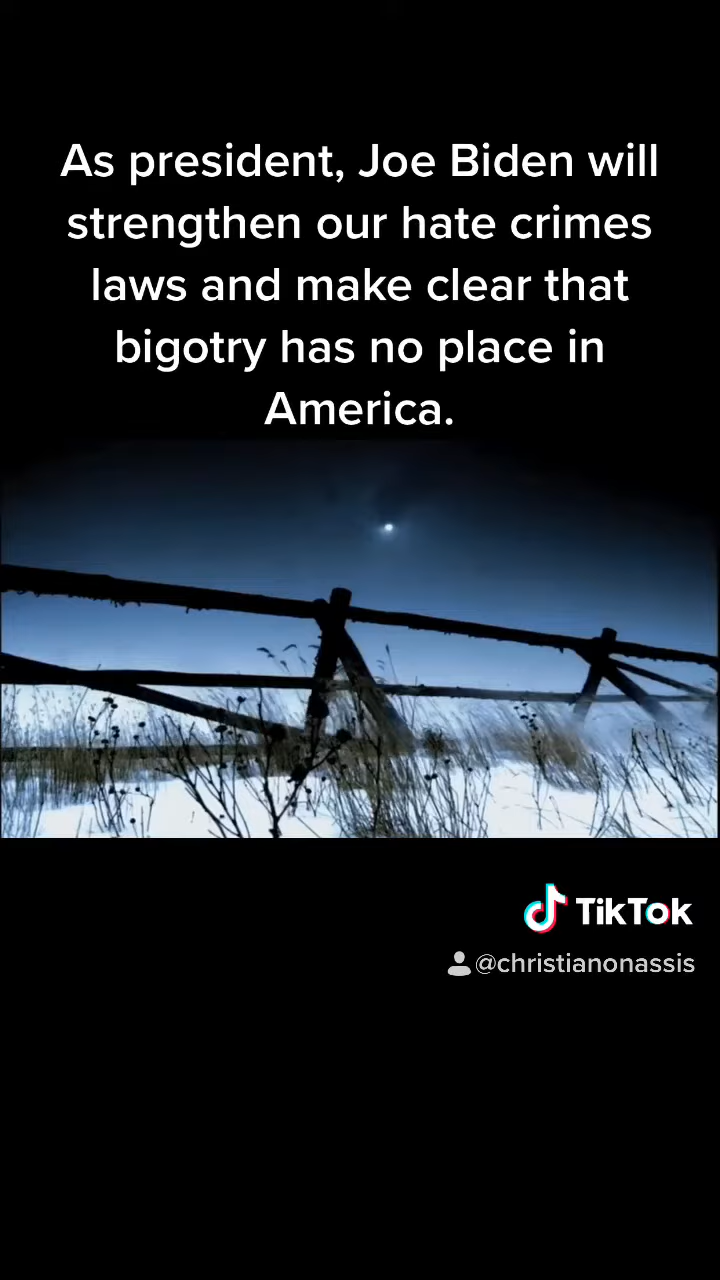 As president, Joe Biden will
strengthen our hate crimes
laws and make clear that
bigotry has no place in
America.
TikTok
@christianonassis